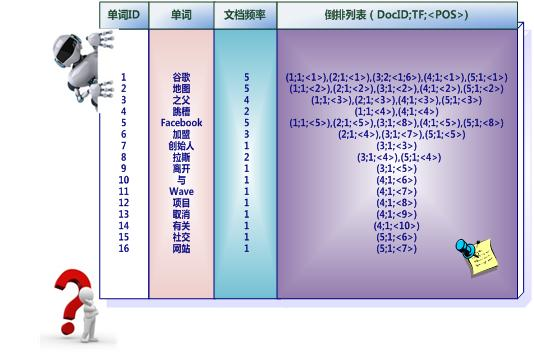 单词ID 单词 文档频率 倒排列表（DocID;TF;<POS>）
1 谷歌 5 (1;1;<1>),(2;1;<1>),(3;2;<1;6>),(4;1;<1>),(5;1;<1>)
2 地图 5 (1;1;<2>),(2;1;<2>),(3;1;<2>),(4;1;<2>),(5;1;<2>)
3 之父 4 (1;1;<3>),(2;1;<3>),(4;1;<3>),(5;1;<3>)
4 跳槽 2 (1;1;<4>),(4;1;<4>)
5 Facebook 5 (1;1;<5>),(2;1;<5>),(3;1;<8>),(4;1;<5>),(5;1;<8>)
6 加盟 3 (2;1;<4>),(3;1;<7>),(5;1;<5>)
7 创始人 1 (3;1;<3>)
8 拉斯 2 (3;1;<4>),(5;1;<4>)
9 离开 1 (3;1;<5>)
10 与 1 (4;1;<6>)
11 Wave 1 (4;1;<7>)
12 项目 1 (4;1;<8>)
13 取消 1 (4;1;<9>)
14 有关 1 (4;1;<10>)
15 社交 1 (5;1;<6>)
16 网站 1 (5;1;<7>)